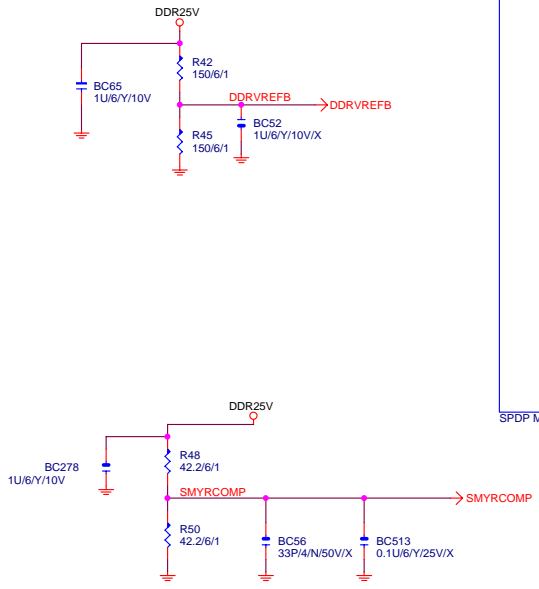 DDR25V
R42
150/6/1
BC65
1U/6/Y/10V
DDRVREFB
DDRVREFB
BC52
1U/6/Y/10V/X
R45
150/6/1
DDR25V
SPDP M
R48
42.2/6/1
BC278
1U/6/Y/10V
SMYRCOMP
SMYRCOMP
R50
42.2/6/1
BC56
33P/4/N/50V/X
BC513
0.1U/6/Y/25V/X